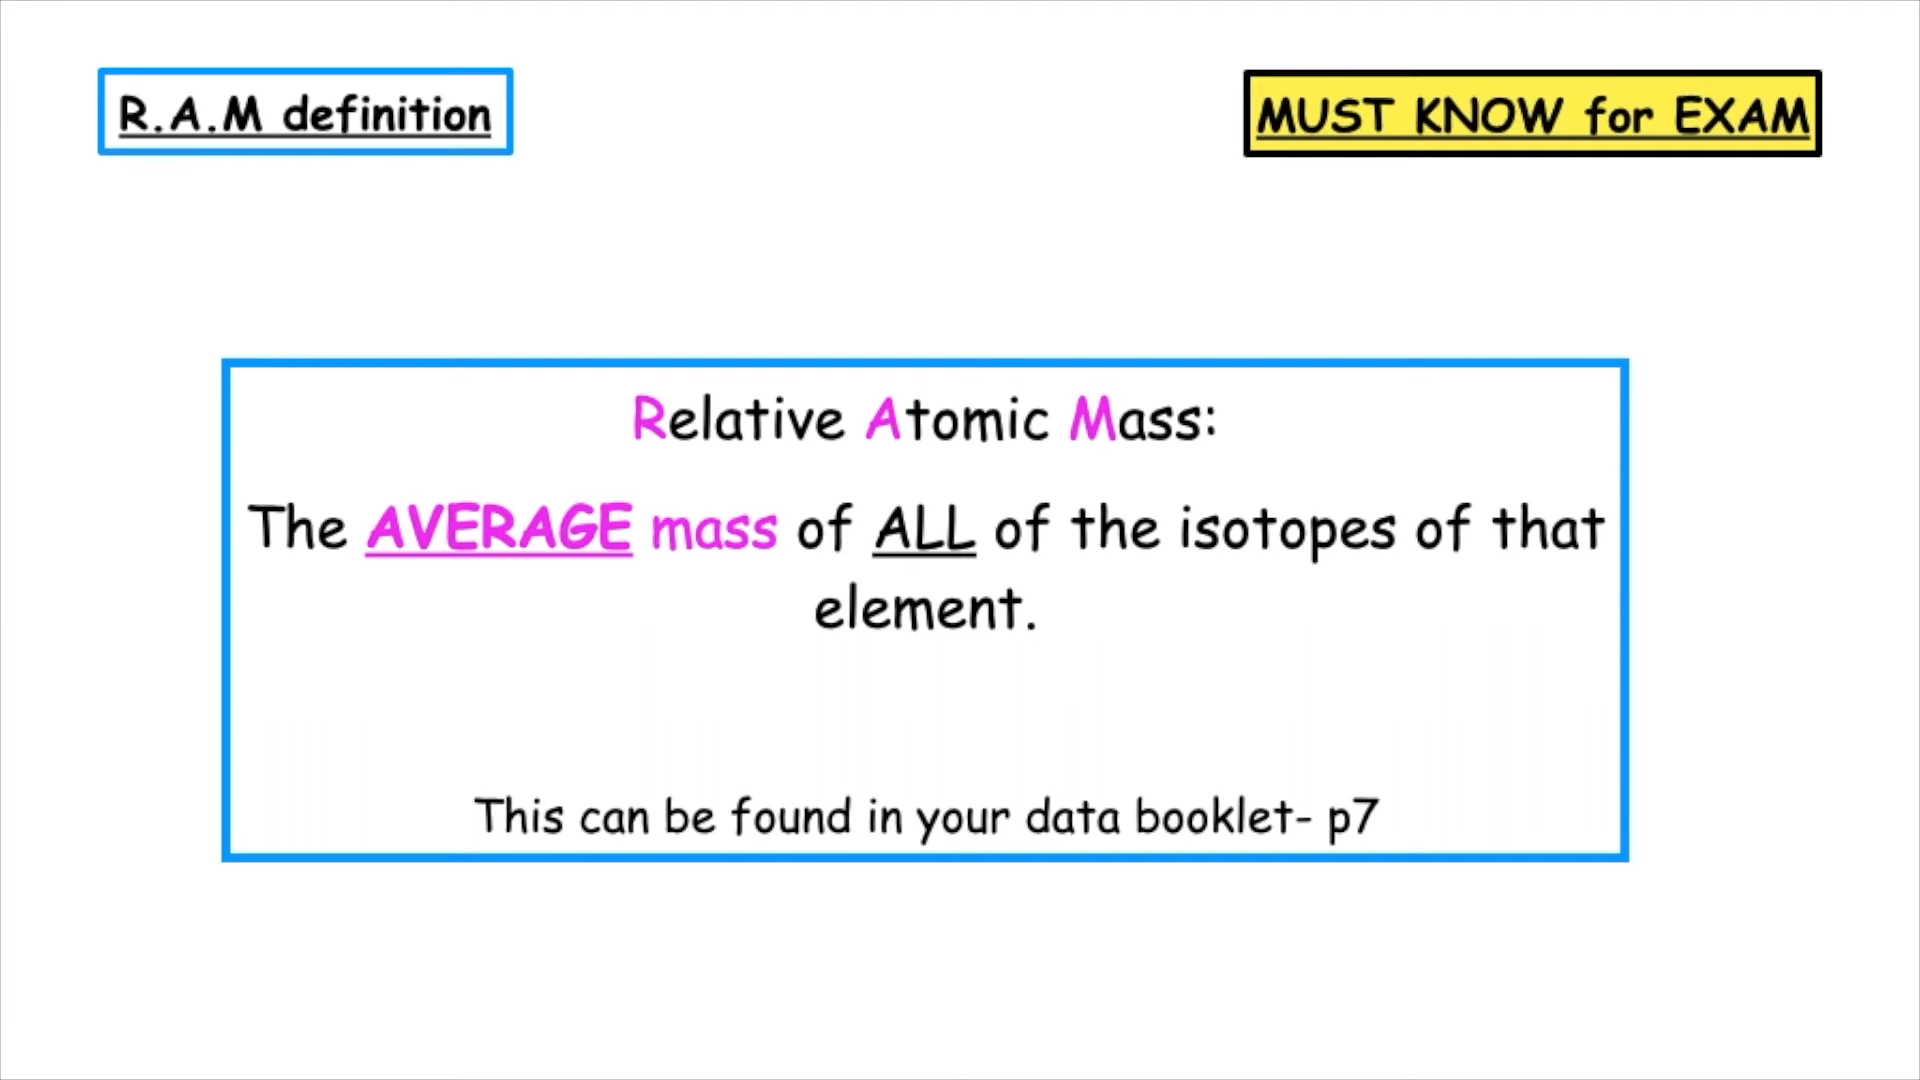 R.A.M definition
MUST KNOW for EXAM
Relative Atomic Mass:
The AVERAGE mass of ALL of the isotopes of that
element.
This can be found in your data booklet- p7